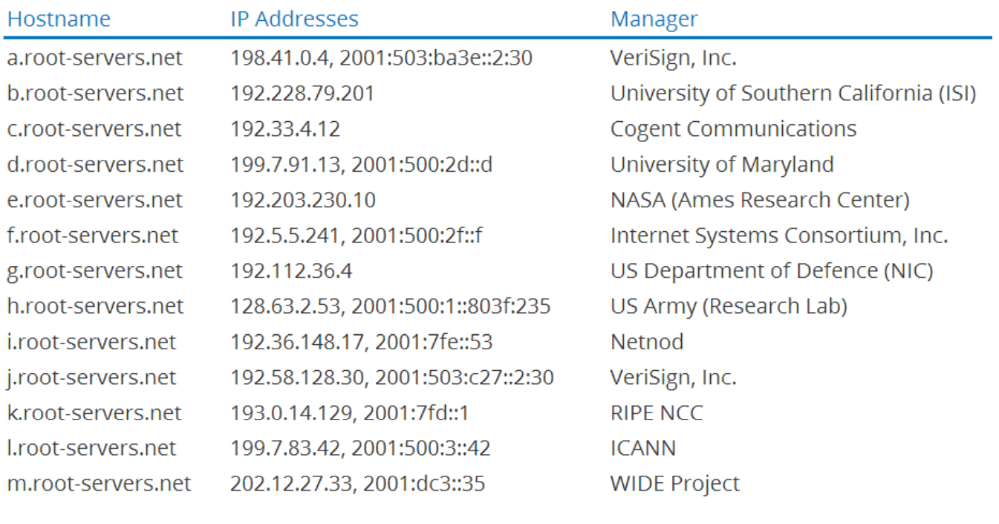 Hostname IP Addresses Manager
a.root-servers.net 198.41.0.4, 2001:503:ba3e::2:30 VeriSign, Inc.
b.root-servers.net 192.228.79.201 University of Southern California (ISI)
c.root-servers.net 192.33.4.12 Cogent Communications
d.root-servers.net 199.7.91.13, 2001:500:2d::d University of Maryland
e.root-servers.net 192.203.230.10 NASA (Ames Research Center)
f.root-servers.net 192.5.5.241, 2001:500:2f::f Internet Systems Consortium, Inc.
g.root-servers.net 192.112.36.4 US Department of Defence (NIC)
h.root-servers.net 128.63.2.53, 2001:500:1::803f:235 US Army (Research Lab)
i.root-servers.net 192.36.148.17, 2001:7fe::53 Netnod
j.root-servers.net 192.58.128.30, 2001:503:c27::2:30 VeriSign, Inc.
k.root-servers.net 193.0.14.129, 2001:7fd::1 RIPE NCC
l.root-servers.net 199.7.83.42, 2001:500:3::42 ICANN
m.root-servers.net 202.12.27.33, 2001:dc3::35 WIDE Project